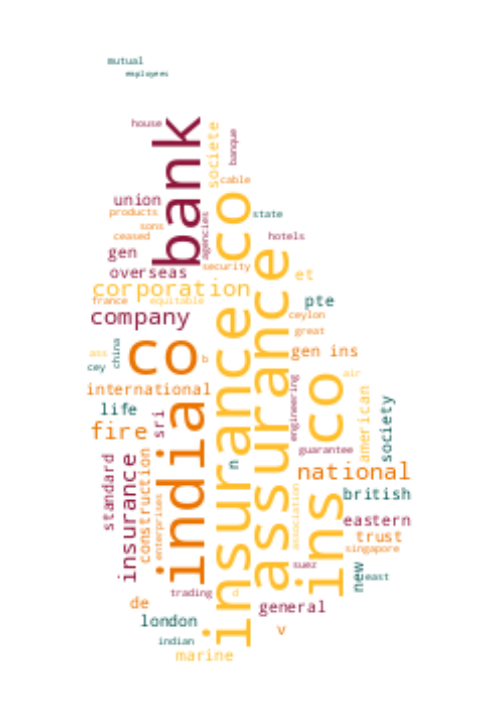 mutual
employees
house
bank
societe
banque
cable
union
products
sons
ceased
agencies
state
hotels
gen
overseas
security
et
corporation
france
equitable
pte
company
ceylon
great
co
b
ass
cey
china
gen ins
air
international
life
sri
engineering
american
society
fire
guarantee
india
insurance co
assurance
ins co
n
national
standard
insurance
construction
enterprises
association
british
eastern
trust
singapore
suez
new
east
trading
d
de
general
london
v
indian
marine